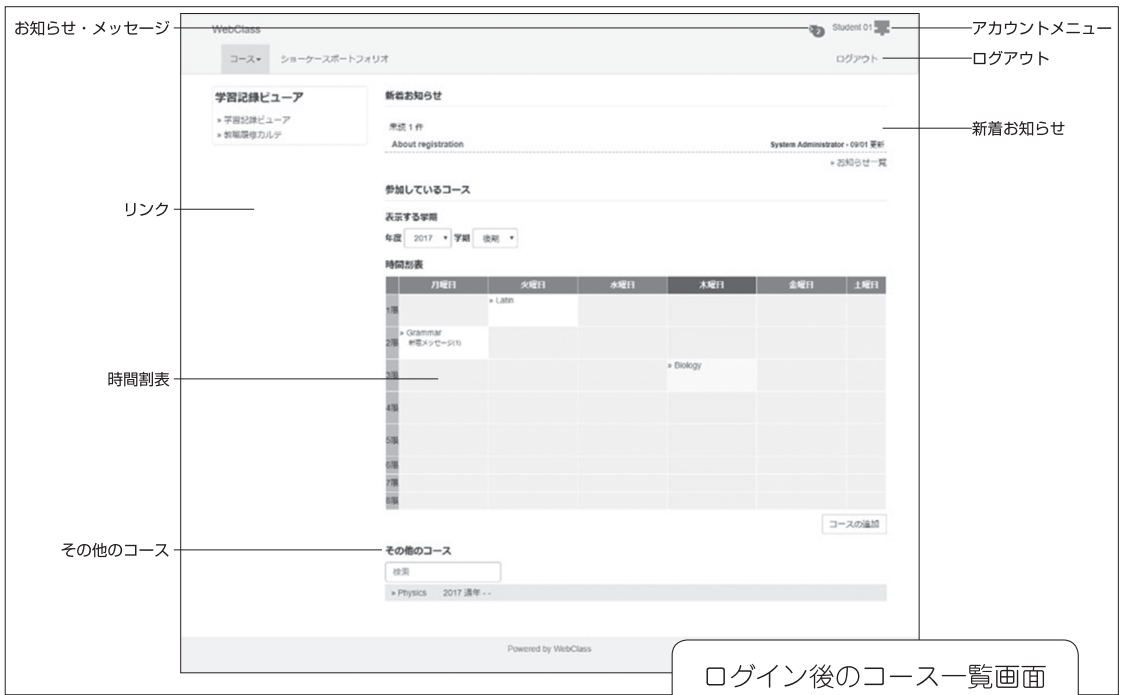 お知らせ・メッセージ
WebClass
2
Student 01
アカウントメニュー
コース
ショーケースポートフォリオ
ログアウト
ログアウト
学習記録ビューア
» 学習記録ビューア
» 教職履修カルテ
新着お知らせ
未読 1 件
About registration
System Administrator - 09/01 更新
» お知らせ一覧
新着お知らせ
リンク
参加しているコース
表示する学期
年度 2017 学期 後期
時間割表
月曜日 火曜日 水曜日 木曜日 金曜日 土曜日
1限
» Latin
2限
» Grammar
新着メッセージ(1)
3限
» Biology
時間割表
4限
5限
6限
7限
8限
コースの追加
その他のコース
その他のコース
検索
» Physics 2017 通年 - -
Powered by WebClass
ログイン後のコース一覧画面